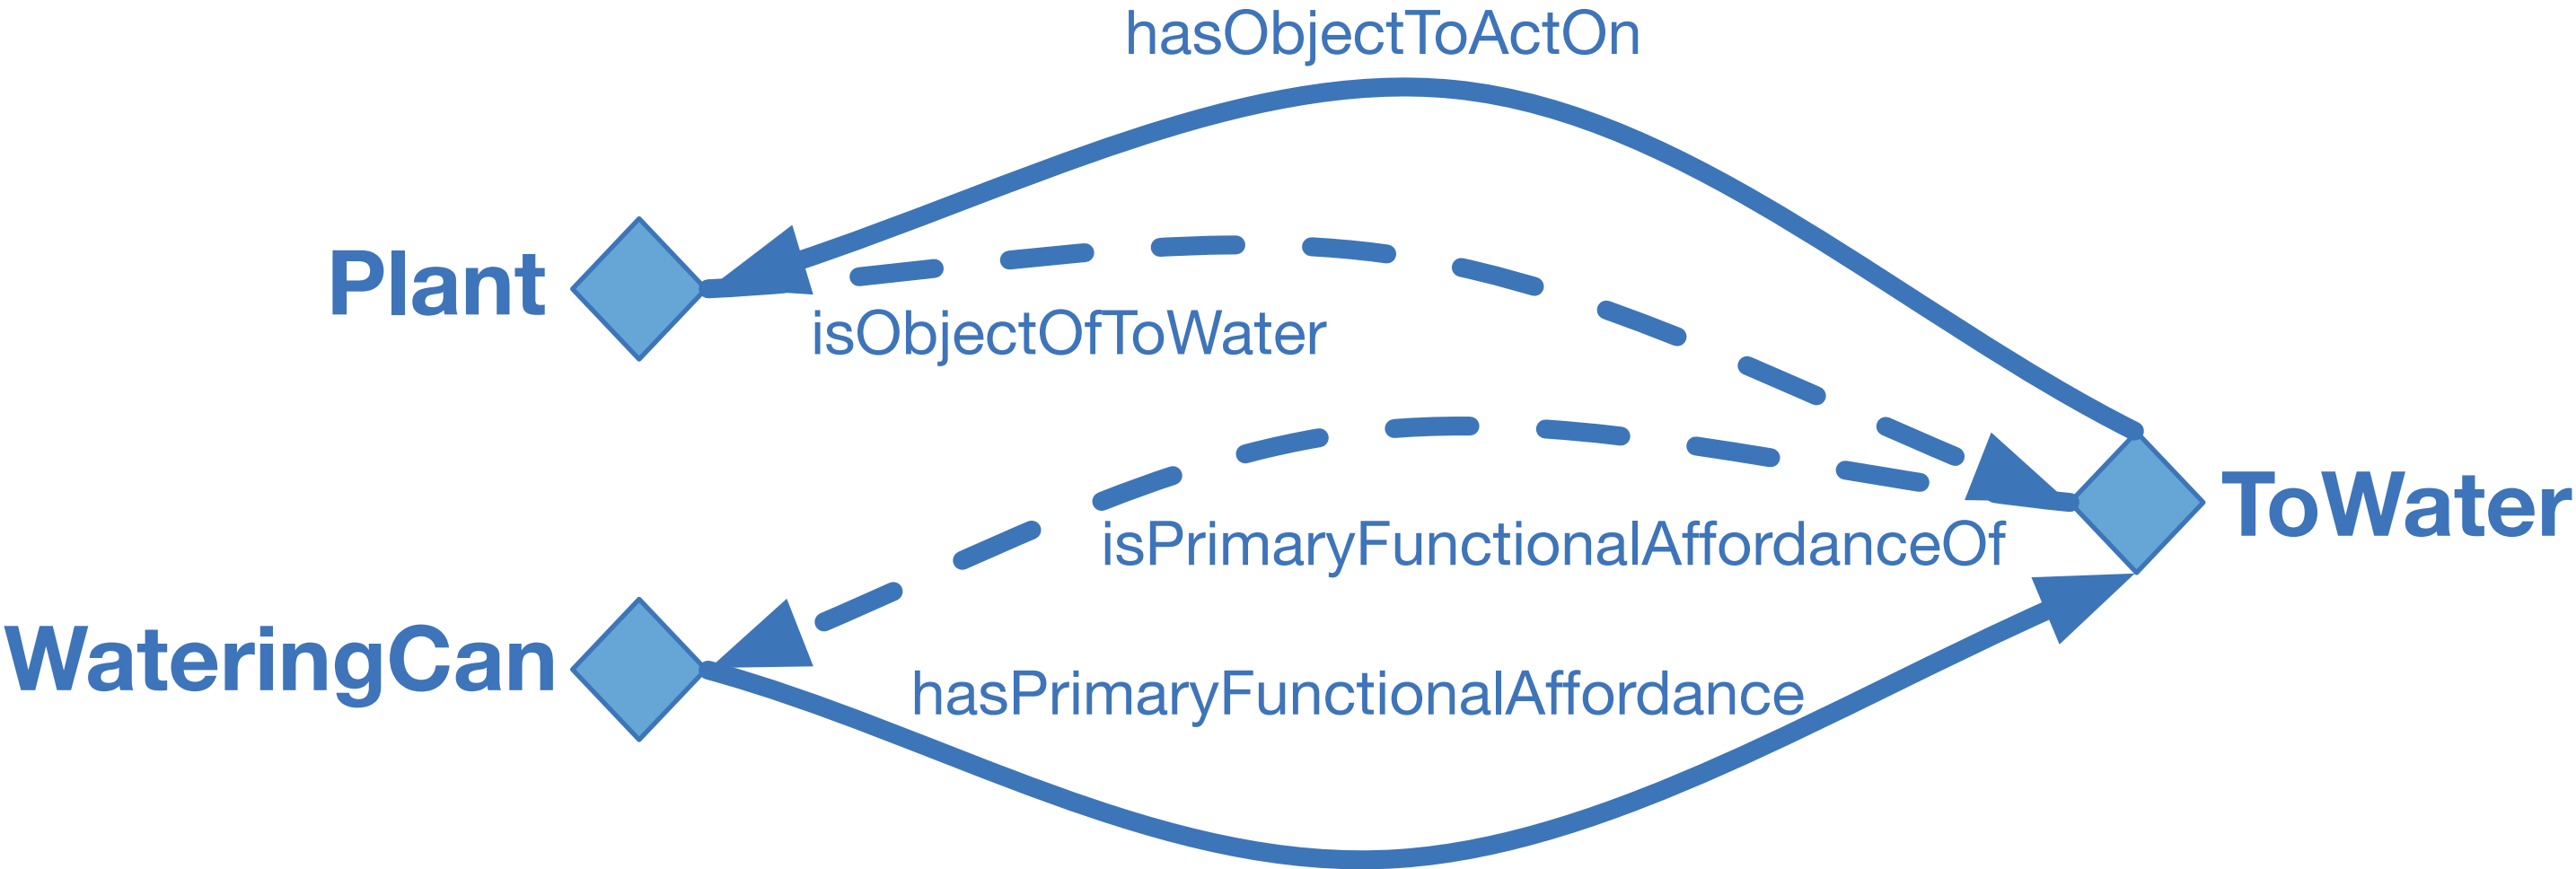 hasObjectToActOn
Plant
isObjectOfToWater
ToWater
isPrimaryFunctionalAffordanceOf
WateringCan
hasPrimaryFunctionalAffordance